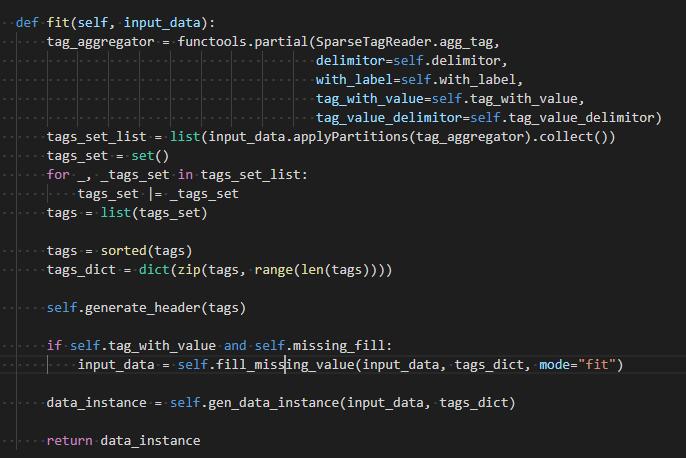 def fit(self, input_data):
    tag_aggregator = functools.partial(SparseTagReader.agg_tag,
                                       delimitor=self.delimitor,
                                       with_label=self.with_label,
                                       tag_with_value=self.tag_with_value,
                                       tag_value_delimitor=self.tag_value_delimitor)
    tags_set_list = list(input_data.applyPartitions(tag_aggregator).collect())
    tags_set = set()
    for _, _tags_set in tags_set_list:
        tags_set |= _tags_set
    tags = list(tags_set)

    tags = sorted(tags)
    tags_dict = dict(zip(tags, range(len(tags))))

    self.generate_header(tags)

    if self.tag_with_value and self.missing_fill:
        input_data = self.fill_missing_value(input_data, tags_dict, mode="fit")

    data_instance = self.gen_data_instance(input_data, tags_dict)

    return data_instance